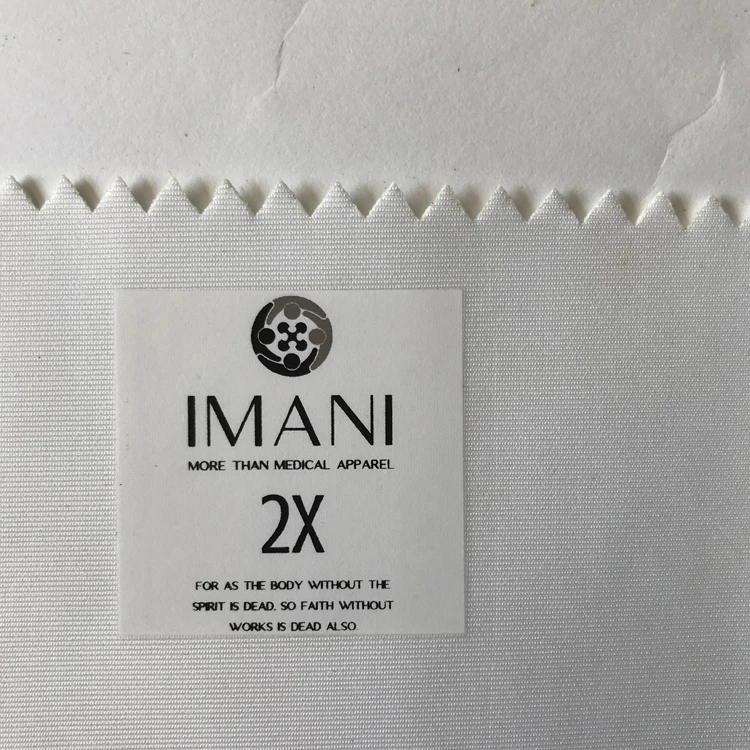 IMANI
MORE THAN MEDICAL APPAREL
2X
FOR AS THE BODY WITHOUT THE
SPIRIT IS DEAD, SO FAITH WITHOUT
WORKS IS DEAD ALSO.